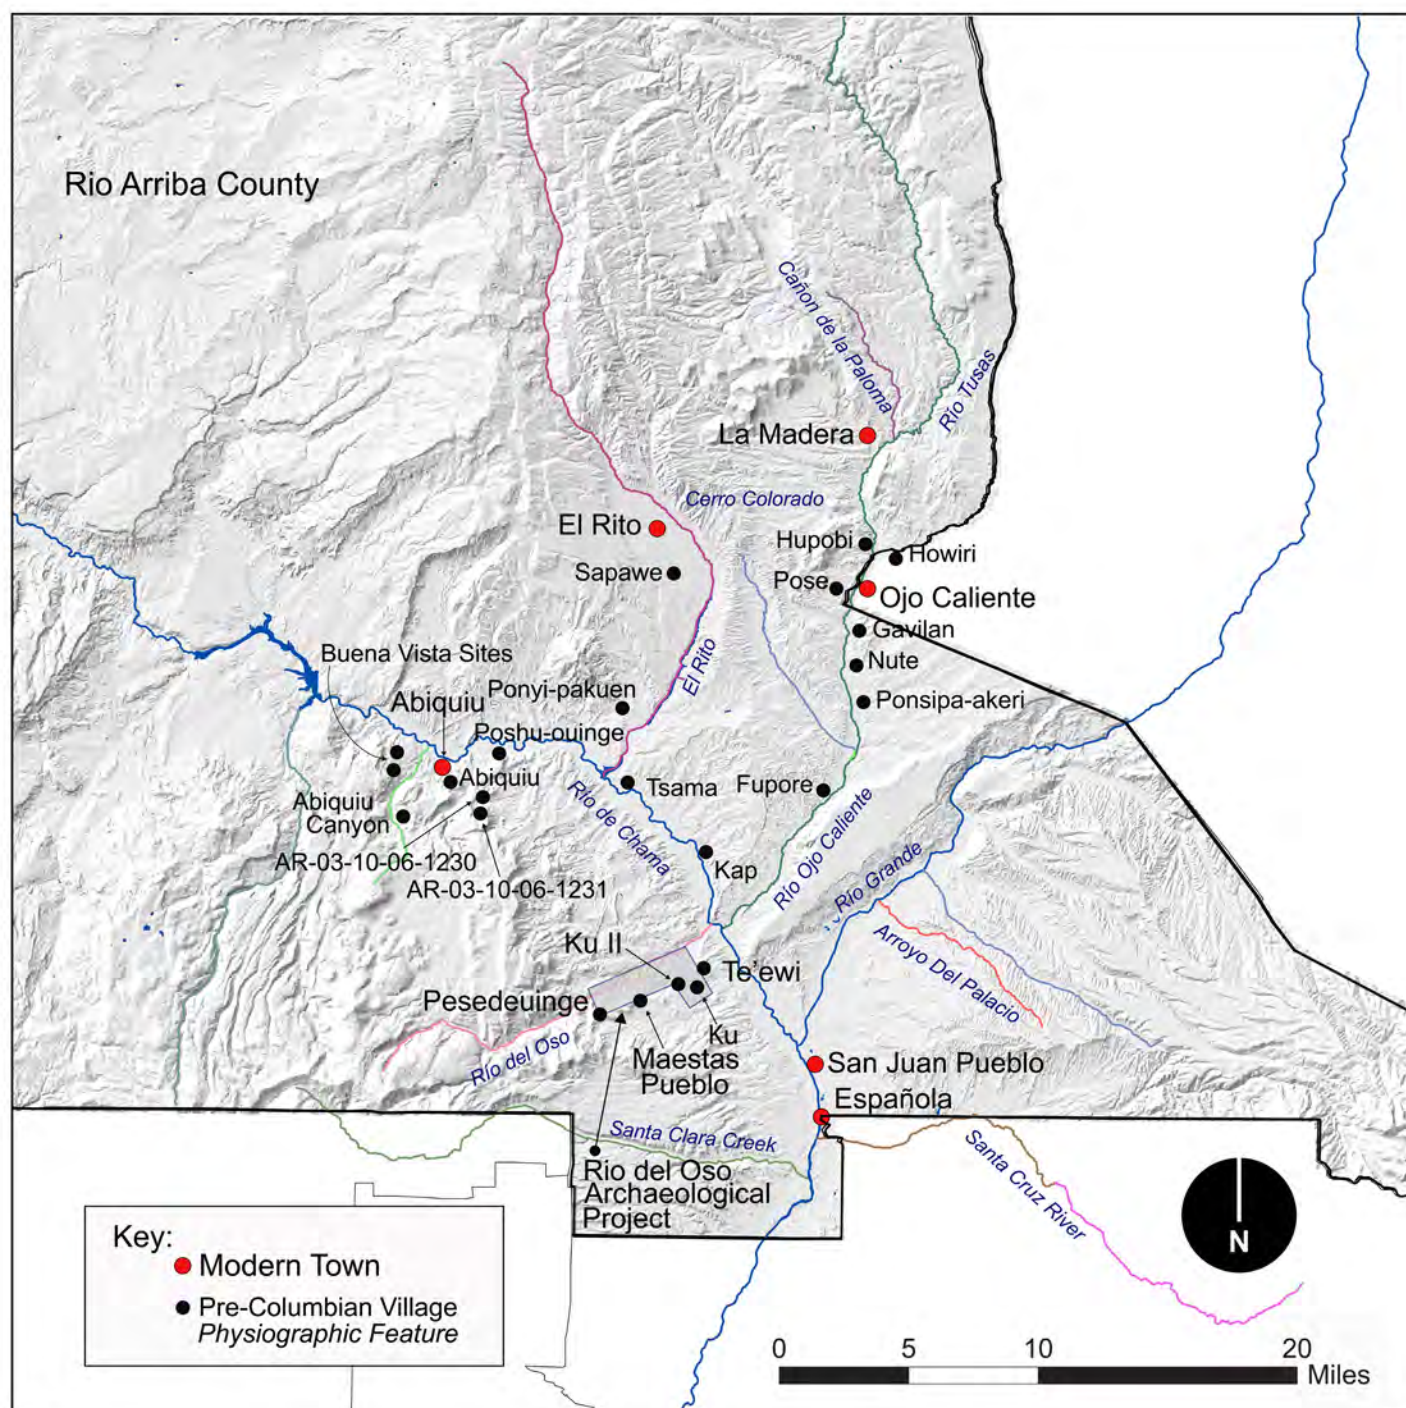 Rio Arriba County
Cañon de la Paloma
Rio Tusas
La Madera
Cerro Colorado
El Rito
Hupobi
Howiri
Sapawe
Pose
Ojo Caliente
Gavilan
Buena Vista Sites
El Rito
Nute
Ponyi-pakuen
Abiquiu
Ponsipa-akeri
Poshu-ouinge
Abiquiu
Tsama
Fupore
Abiquiu
Canyon
Rio de Chama
Rio Ojo Caliente
Rio Grande
AR-03-10-06-1230
Kap
AR-03-10-06-1231
Ku II
Arroyo Del Palacio
Te'ewi
Pesedeuinge
Ku
Rio del Oso
Maestas
Pueblo
San Juan Pueblo
Española
Santa Clara Creek
Santa Cruz River
Rio del Oso
Archaeological
Project
Key:
Modern Town
Pre-Columbian Village
Physiographic Feature
N
0 5 10 20
Miles